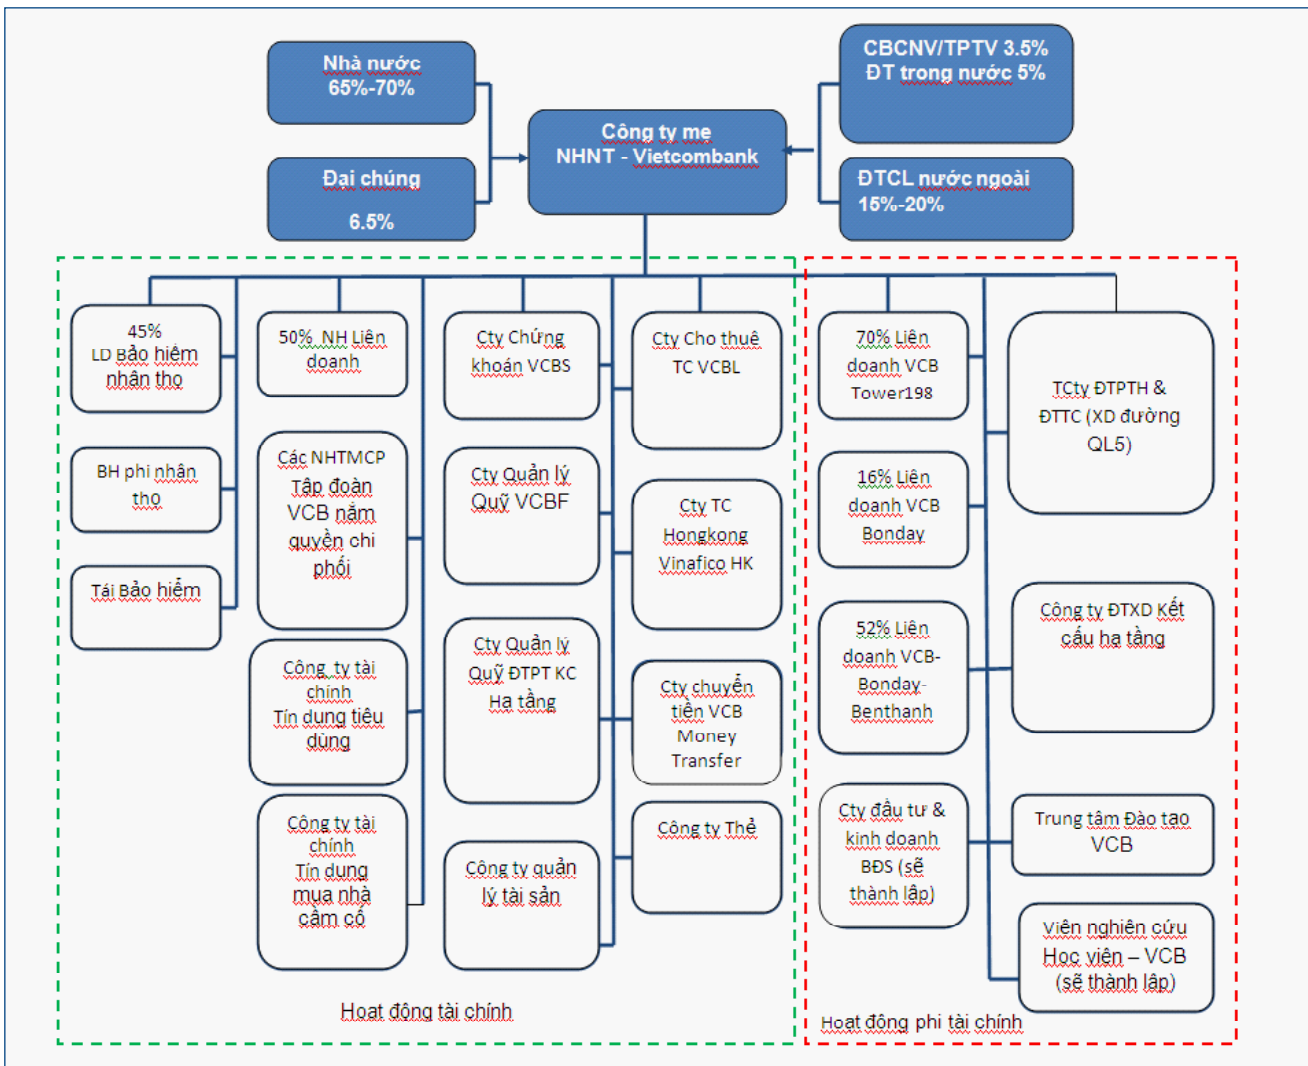 Nhà nước
65%-70%
Đại chúng
6.5%
Công ty mẹ
NHNT - Vietcombank
CBCNV/TPTV 3.5%
ĐT trong nước 5%
ĐTCL nước ngoài
15%-20%
45%
LD Bảo hiểm
nhân thọ
BH phi nhân
thọ
Tái Bảo hiểm
50% NH Liên
doanh
Các NHTMCP
Tập đoàn
VCB nắm
quyền chi
phối
Công ty tài
chính
Tín dụng tiêu
dùng
Công ty tài
chính
Tín dụng
mua nhà
cầm cố
Cty Chứng
khoán VCBS
Cty Quản lý
Quỹ VCBF
Cty Quản lý
Quỹ ĐTPT KC
Hạ tầng
Công ty quản
lý tài sản
Cty Cho thuê
TC VCBL
Cty TC
Hongkong
Vinafico HK
Cty chuyển
tiền VCB
Money
Transfer
Công ty Thẻ
Hoạt động tài chính
70% Liên
doanh VCB
Tower198
16% Liên
doanh VCB
Bonday
52% Liên
doanh VCB-
Bonday-
Benthanh
Cty đầu tư &
kinh doanh
BĐS (sẽ
thành lập)
TCty ĐTPTH &
ĐTTC (XD đường
QL5)
Công ty ĐTXD Kết
cấu hạ tầng
Trung tâm Đào tạo
VCB
Viện nghiên cứu
Học viện – VCB
(sẽ thành lập)
Hoạt động phi tài chính